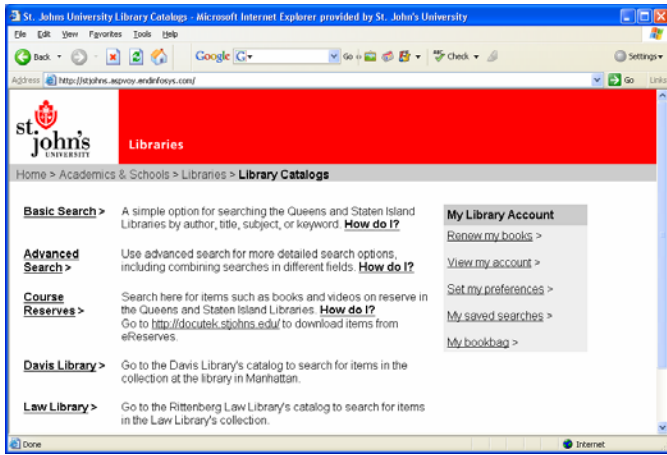 St. Johns University Library Catalogs - Microsoft Internet Explorer provided by St. John's University
File Edit View Favorites Tools Help
Back Google G Go Check Settings
Address http://stjohns.aspvoy.endinfosys.com/ Go Links
st.
john's
UNIVERSITY
Libraries
Home > Academics & Schools > Libraries > Library Catalogs
Basic Search > A simple option for searching the Queens and Staten Island
Libraries by author, title, subject, or keyword. How do I?
Advanced
Search >
Use advanced search for more detailed search options,
including combining searches in different fields. How do I?
Course
Reserves >
Search here for items such as books and videos on reserve in
the Queens and Staten Island Libraries. How do I?
Go to http://docutek.stjohns.edu/ to download items from
eReserves.
Davis Library > Go to the Davis Library's catalog to search for items in the
collection at the library in Manhattan.
Law Library > Go to the Rittenberg Law Library's catalog to search for items
in the Law Library's collection.
My Library Account
Renew my books >
View my account >
Set my preferences >
My saved searches >
My bookbag >
Done Internet